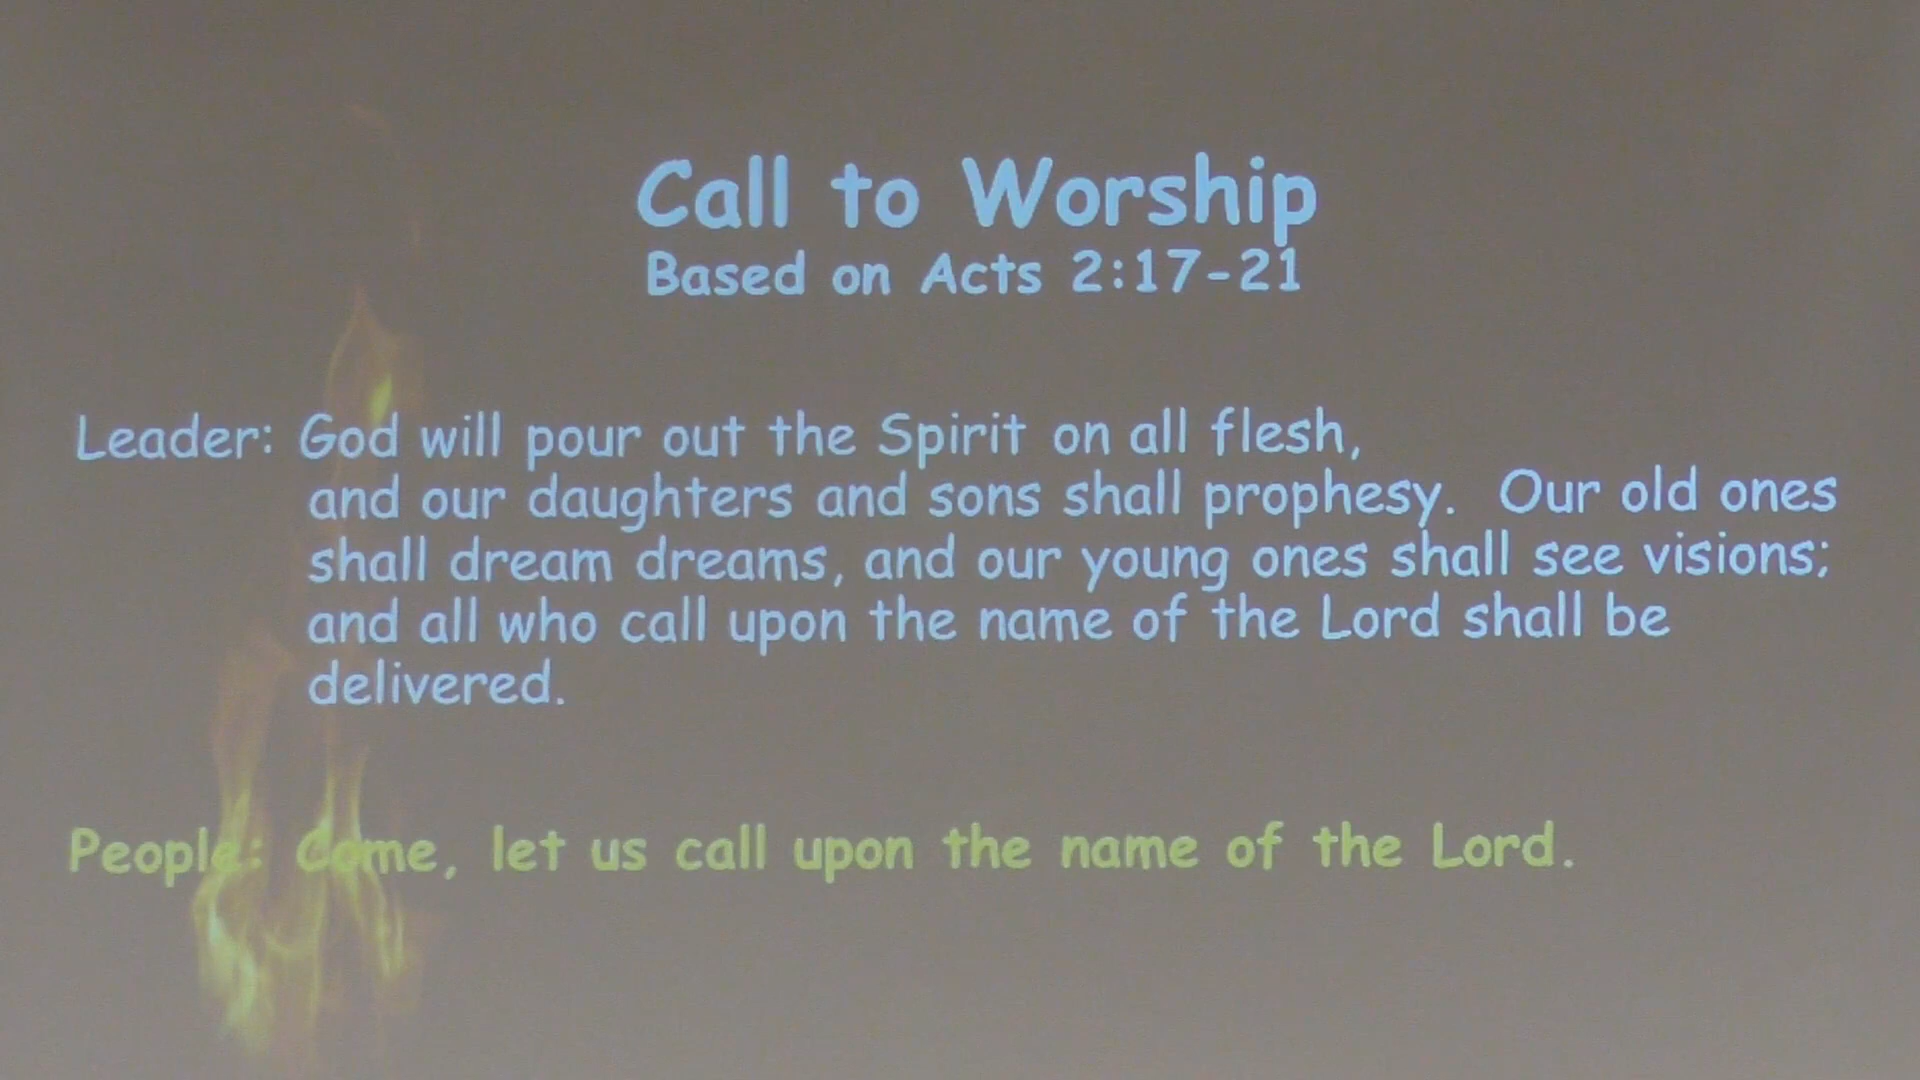 Call to Worship
Based on Acts 2:17-21
Leader: God will pour out the Spirit on all flesh,
and our daughters and sons shall prophesy. Our old ones
shall dream dreams, and our young ones shall see visions;
and all who call upon the name of the Lord shall be
delivered.
People: Come, let us call upon the name of the Lord.